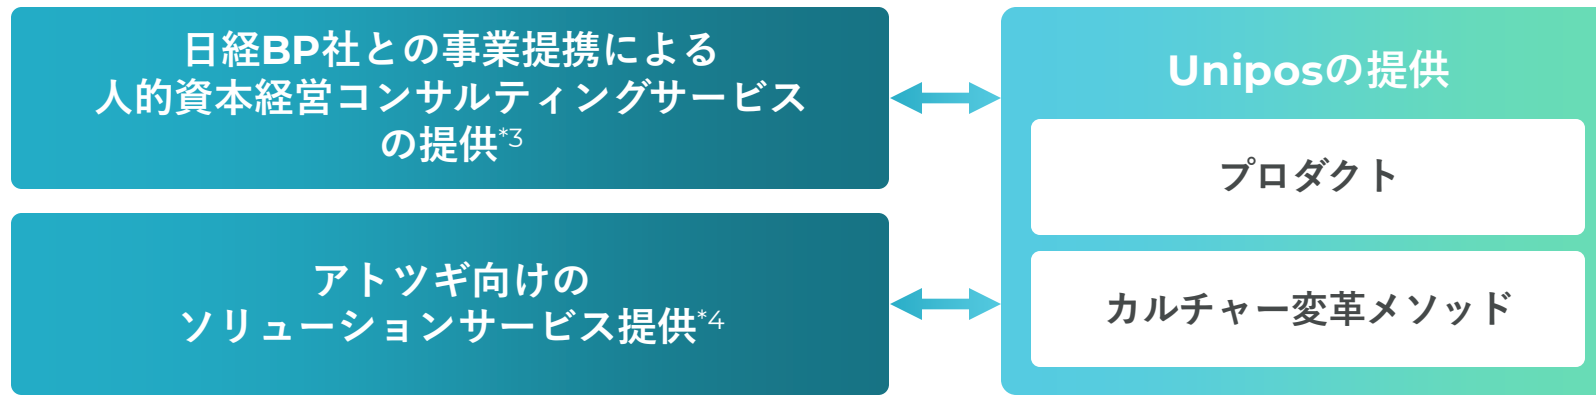 日経BP社との事業提携による
人的資本経営コンサルティングサービス
の提供*3
アトツギ向けの
ソリューションサービス提供*4
Uniposの提供
プロダクト
カルチャー変革メソッド